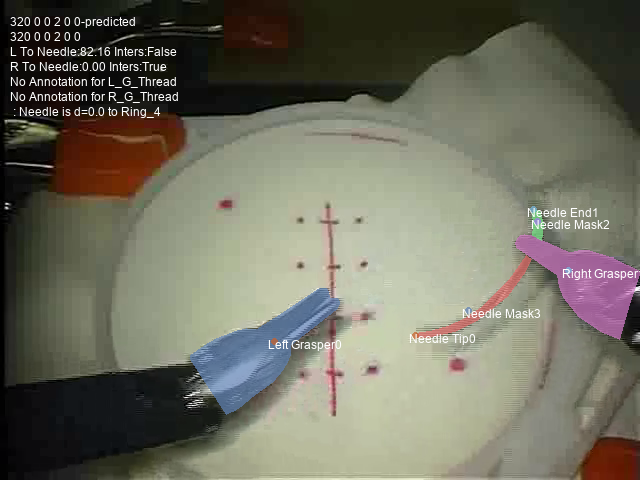 320 0 0 2 0 0-predicted
320 0 0 2 0 0
L To Needle:82.16 Inters:False
R To Needle:0.00 Inters:True
No Annotation for L_G_Thread
No Annotation for R_G_Thread
: Needle is d=0.0 to Ring_4
Needle End1
Needle Mask2
Right Grasper
Needle Mask3
Needle Tip0
Left Grasper0